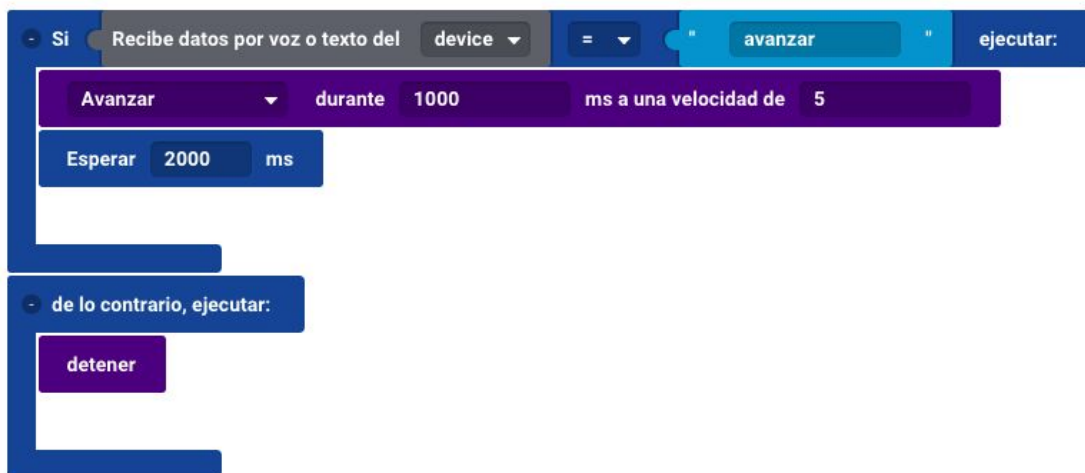 - Si Recibe datos por voz o texto del device = " avanzar " ejecutar:
Avanzar durante 1000 ms a una velocidad de 5
Esperar 2000 ms
- de lo contrario, ejecutar:
detener